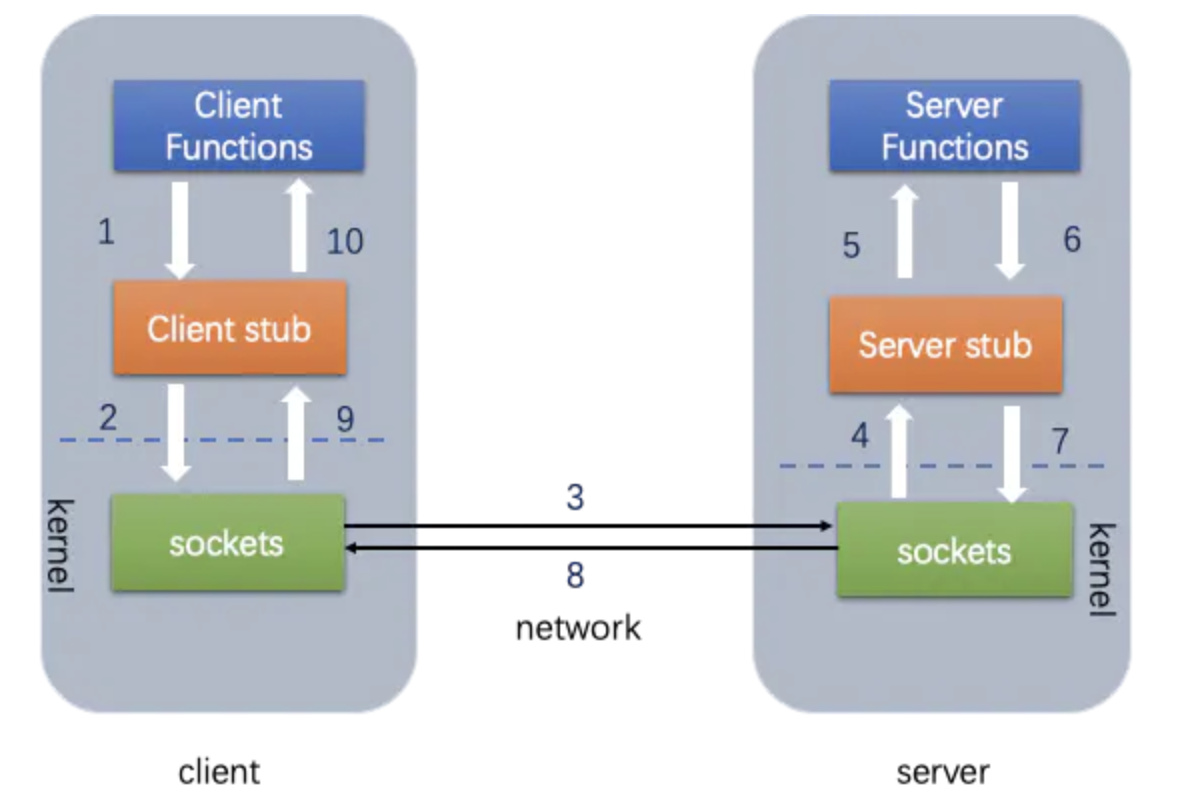 Client
Functions
Server
Functions
1
10
5
6
Client stub
Server stub
2
9
4
7
kernel
sockets
3
8
network
sockets
kernel
client
server